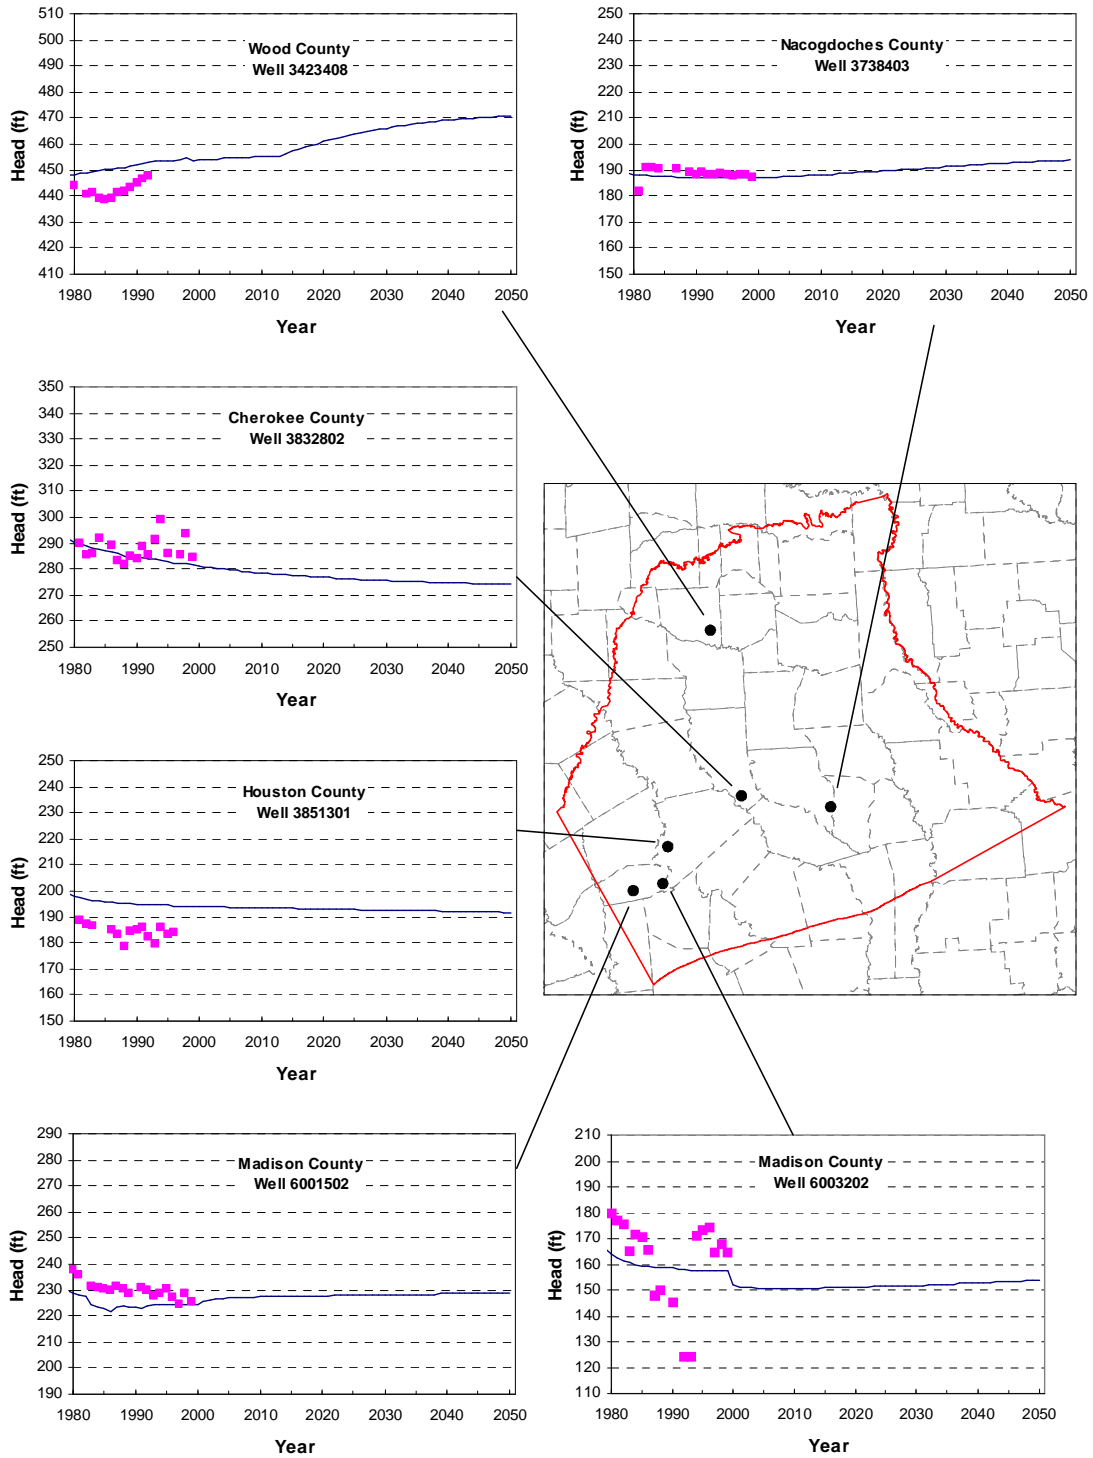 Wood County
Well 3423408
Head (ft)
510
500
490
480
470
460
450
440
430
420
410
1980 1990 2000 2010 2020 2030 2040 2050
Year
Nacogdoches County
Well 3738403
Head (ft)
250
240
230
220
210
200
190
180
170
160
150
1980 1990 2000 2010 2020 2030 2040 2050
Year
Cherokee County
Well 3832802
Head (ft)
350
340
330
320
310
300
290
280
270
260
250
1980 1990 2000 2010 2020 2030 2040 2050
Year
Houston County
Well 3851301
Head (ft)
250
240
230
220
210
200
190
180
170
160
150
1980 1990 2000 2010 2020 2030 2040 2050
Year
Madison County
Well 6001502
Head (ft)
290
280
270
260
250
240
230
220
210
200
190
1980 1990 2000 2010 2020 2030 2040 2050
Year
Madison County
Well 6003202
Head (ft)
210
200
190
180
170
160
150
140
130
120
110
1980 1990 2000 2010 2020 2030 2040 2050
Year